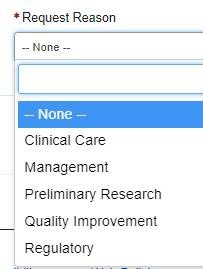 * Request Reason
-- None --
-- None --
Clinical Care
Management
Preliminary Research
Quality Improvement
Regulatory